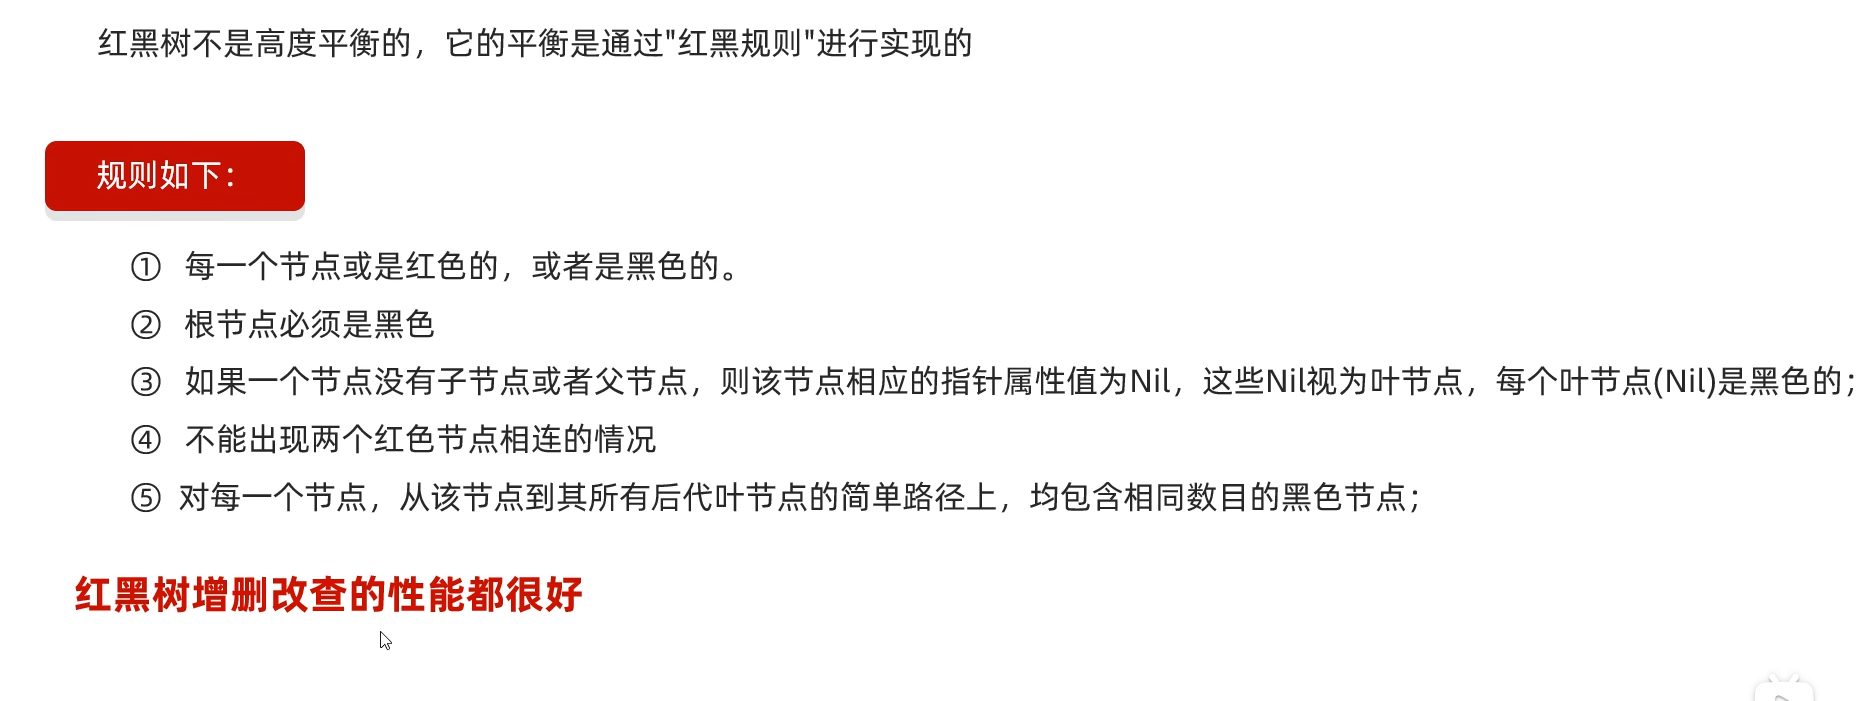 红黑树不是高度平衡的，它的平衡是通过"红黑规则"进行实现的
规则如下：
① 每一个节点或是红色的，或者是黑色的。
② 根节点必须是黑色
③ 如果一个节点没有子节点或者父节点，则该节点相应的指针属性值为Nil，这些Nil视为叶节点，每个叶节点(Nil)是黑色的；
④ 不能出现两个红色节点相连的情况
⑤ 对每一个节点，从该节点到其所有后代叶节点的简单路径上，均包含相同数目的黑色节点；
红黑树增删改查的性能都很好